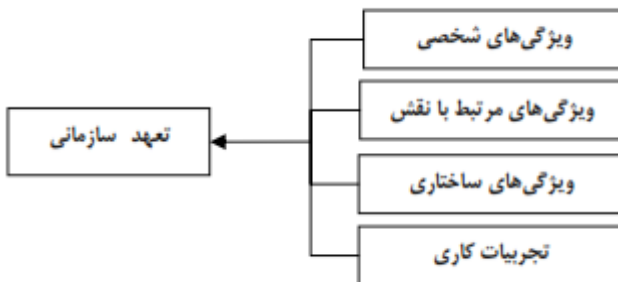 ویژگی‌های شخصی
ویژگی‌های مرتبط با نقش
تعهد سازمانی
ویژگی‌های ساختاری
تجربیات کاری